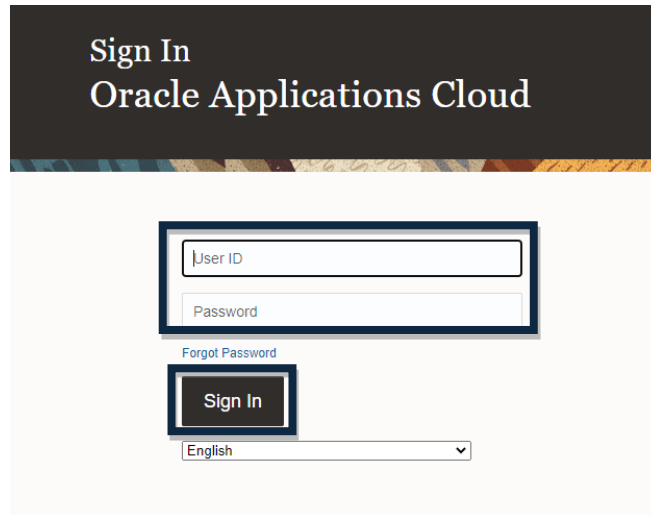 Sign In
Oracle Applications Cloud
User ID
Password
Forgot Password
Sign In
English